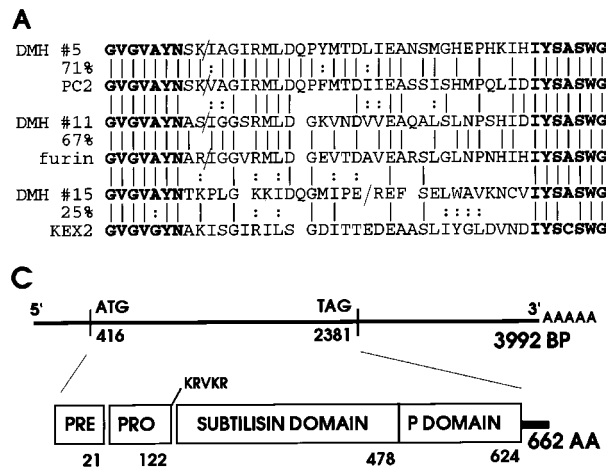 A
DMH #5 GVGVAYNSK/IAGIRMLDQPYMTDLIEANSMGHEPHKIHIYSASWG
71%
PC2 GVGVAYNSKVAGIRMLDQPFMTDIIEASSISHMPQLIDIYSASWG
DMH #11 GVGVAYNAS/IGGSRMLD GKVNDVVEAQALSLNPSHIDIYSASWG
67%
furin GVGVAYNARIGGVRMLD GEVTDAVEARSLGLNPNHIHIYSASWG
DMH #15 GVGVAYNTKPLG KKIDQGMIPE/REF SELWAVKNCVIYSASWG
25%
KEX2 GVGVGYNAKISGIRILS GDITTEDEAASLIYGLDVNDIYSCSWG
C
5' ATG TAG 3' AAAAA
416 2381 3992 BP
KRVKR
PRE PRO SUBTILISIN DOMAIN P DOMAIN
662 AA
21 122 478 624